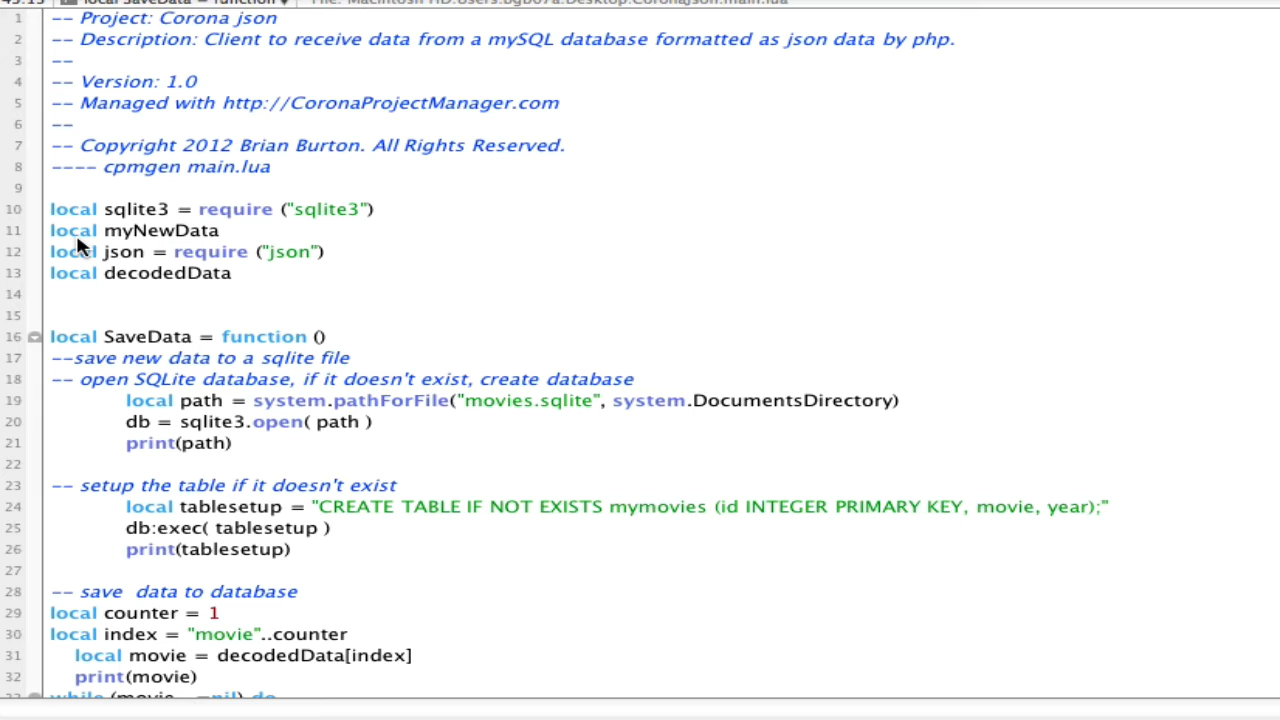 -- Project: Corona json
-- Description: Client to receive data from a mySQL database formatted as json data by php.
--
-- Version: 1.0
-- Managed with http://CoronaProjectManager.com
--
-- Copyright 2012 Brian Burton. All Rights Reserved.
---- cpmgen main.lua
local sqlite3 = require ("sqlite3")
local myNewData
local json = require ("json")
local decodedData
local SaveData = function ()
--save new data to a sqlite file
-- open SQLite database, if it doesn't exist, create database
local path = system.pathForFile("movies.sqlite", system.DocumentsDirectory)
db = sqlite3.open( path )
print(path)
-- setup the table if it doesn't exist
local tablesetup = "CREATE TABLE IF NOT EXISTS mymovies (id INTEGER PRIMARY KEY, movie, year);"
db:exec( tablesetup )
print(tablesetup)
-- save  data to database
local counter = 1
local index = "movie"..counter
local movie = decodedData[index]
print(movie)